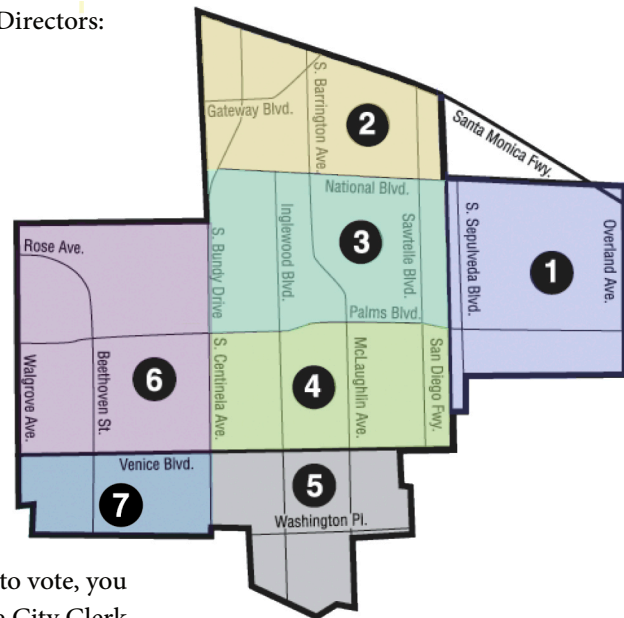 Directors:
Gateway Blvd.
S. Barrington Ave.
2
Santa Monica Fwy.
National Blvd.
Rose Ave.
S. Bundy Drive
Inglewood Blvd.
3
Sawtelle Blvd.
S. Sepulveda Blvd.
1
Overland Ave.
Palms Blvd.
Walgrove Ave.
Beethoven St.
6
S. Centinela Ave.
4
McLaughlin Ave.
San Diego Fwy.
Venice Blvd.
7
5
Washington Pl.
to vote, you
City Clerk